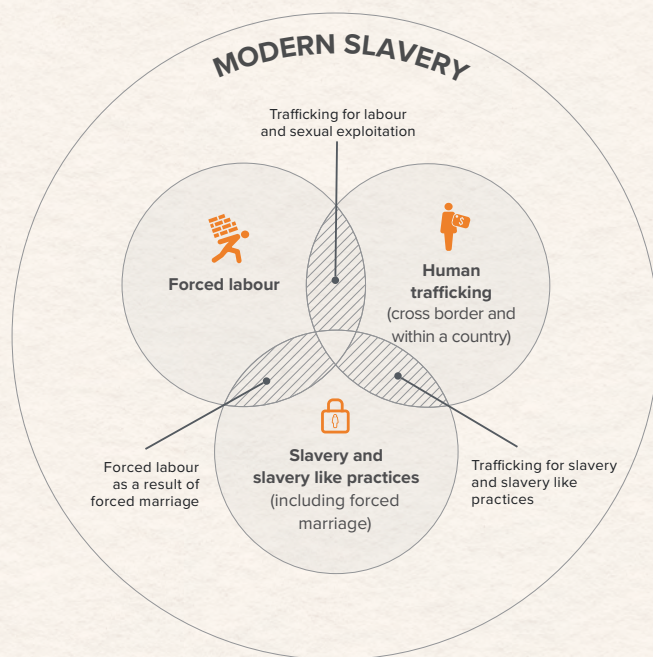 MODERN SLAVERY
Trafficking for labour
and sexual exploitation
Forced labour
$
Human
trafficking
(cross border and
within a country)
Slavery and
slavery like practices
(including forced
marriage)
Forced labour
as a result of
forced marriage
Trafficking for slavery
and slavery like
practices